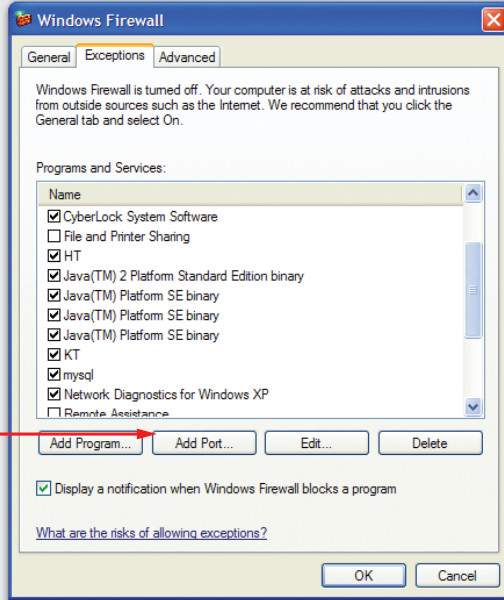 Windows Firewall
General Exceptions Advanced
Windows Firewall is turned off. Your computer is at risk of attacks and intrusions
from outside sources such as the Internet. We recommend that you click the
General tab and select On.
Programs and Services:
Name
CyberLock System Software
File and Printer Sharing
HT
Java(TM) 2 Platform Standard Edition binary
Java(TM) Platform SE binary
Java(TM) Platform SE binary
Java(TM) Platform SE binary
KT
mysql
Network Diagnostics for Windows XP
Remote Assistance
Add Program... Add Port... Edit... Delete
Display a notification when Windows Firewall blocks a program
What are the risks of allowing exceptions?
OK Cancel